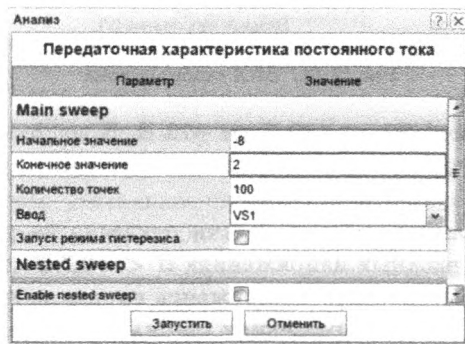 Анализ
Передаточная характеристика постоянного тока
Параметр Значение
Main sweep
Начальное значение -8
Конечное значение 2
Количество точек 100
Ввод VS1
Запуск режима гистерезиса
Nested sweep
Enable nested sweep
Запустить Отменить